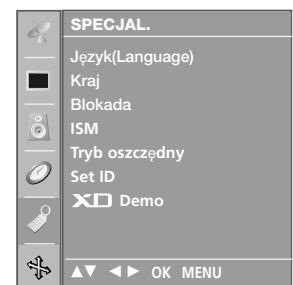 SPECJAL.
Język(Language)
Kraj
Blokada
ISM
Tryb oszczędny
Set ID
XD Demo
▲▼ ◄► OK MENU